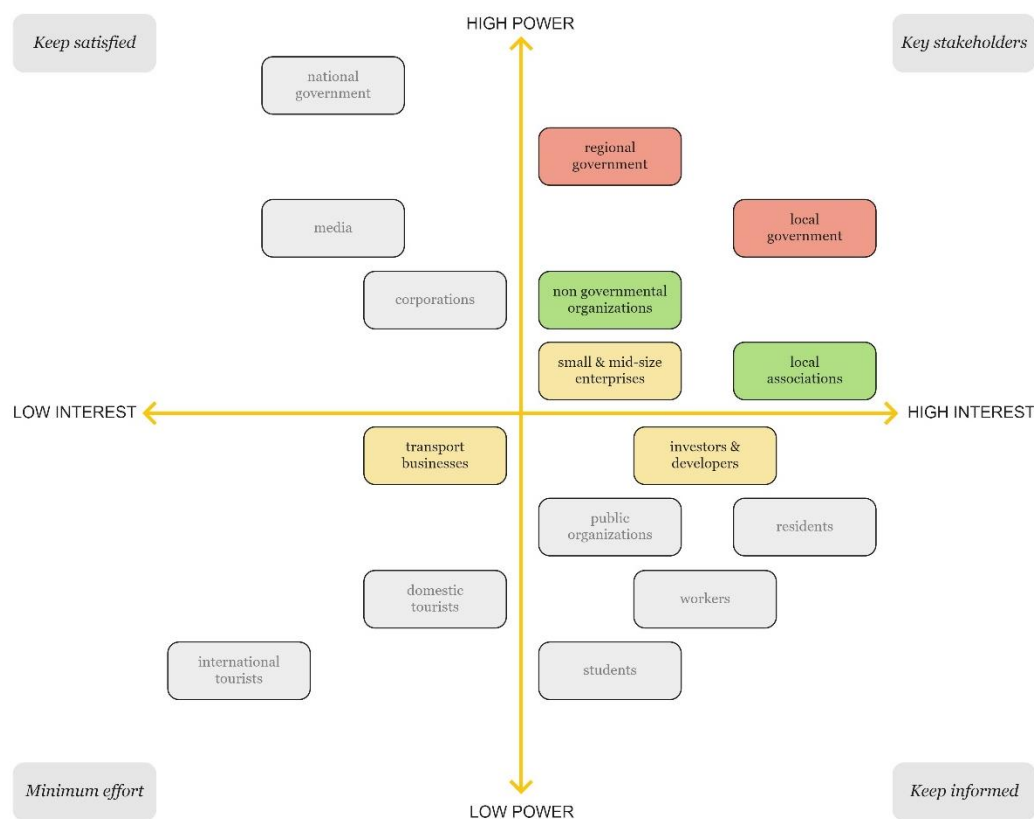 HIGH POWER
Keep satisfied
Key stakeholders
national
government
regional
government
media
local
government
corporations
non governmental
organizations
small & mid-size
enterprises
local
associations
LOW INTEREST
HIGH INTEREST
transport
businesses
investors &
developers
public
organizations
residents
domestic
tourists
workers
international
tourists
students
Minimum effort
Keep informed
LOW POWER